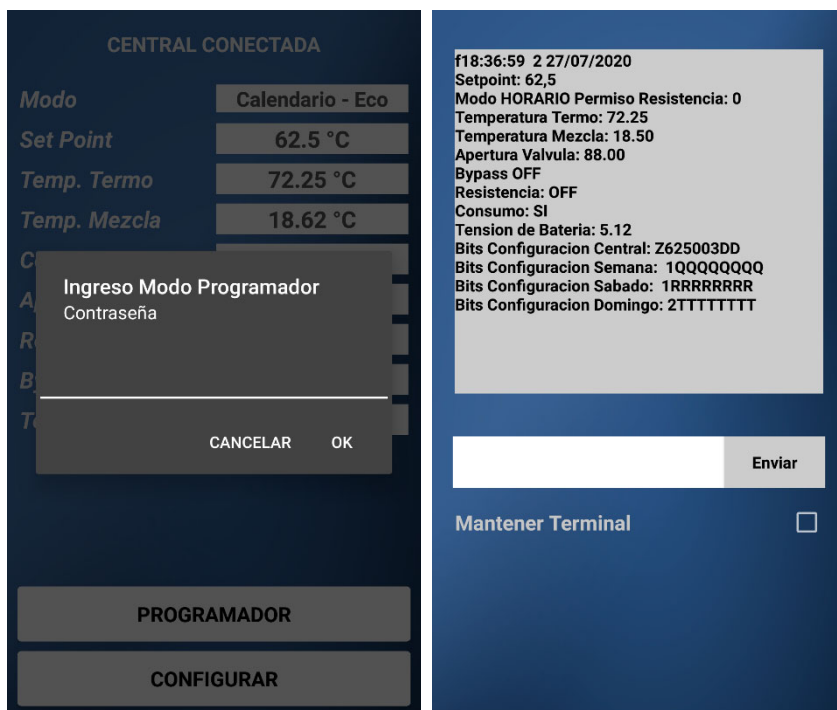 CENTRAL CONECTADA
Modo
Calendario - Eco
Set Point
62.5 °C
Temp. Termo
72.25 °C
Temp. Mezcla
18.62 °C
Ingreso Modo Programador
Contraseña
CANCELAR
OK
PROGRAMADOR
CONFIGURAR
f18:36:59 2 27/07/2020
Setpoint: 62,5
Modo HORARIO Permiso Resistencia: 0
Temperatura Termo: 72.25
Temperatura Mezcla: 18.50
Apertura Valvula: 88.00
Bypass OFF
Resistencia: OFF
Consumo: SI
Tension de Bateria: 5.12
Bits Configuracion Central: Z625003DD
Bits Configuracion Semana: 1QQQQQQQQ
Bits Configuracion Sabado: 1RRRRRRRR
Bits Configuracion Domingo: 2TTTTTTTT
Enviar
Mantener Terminal